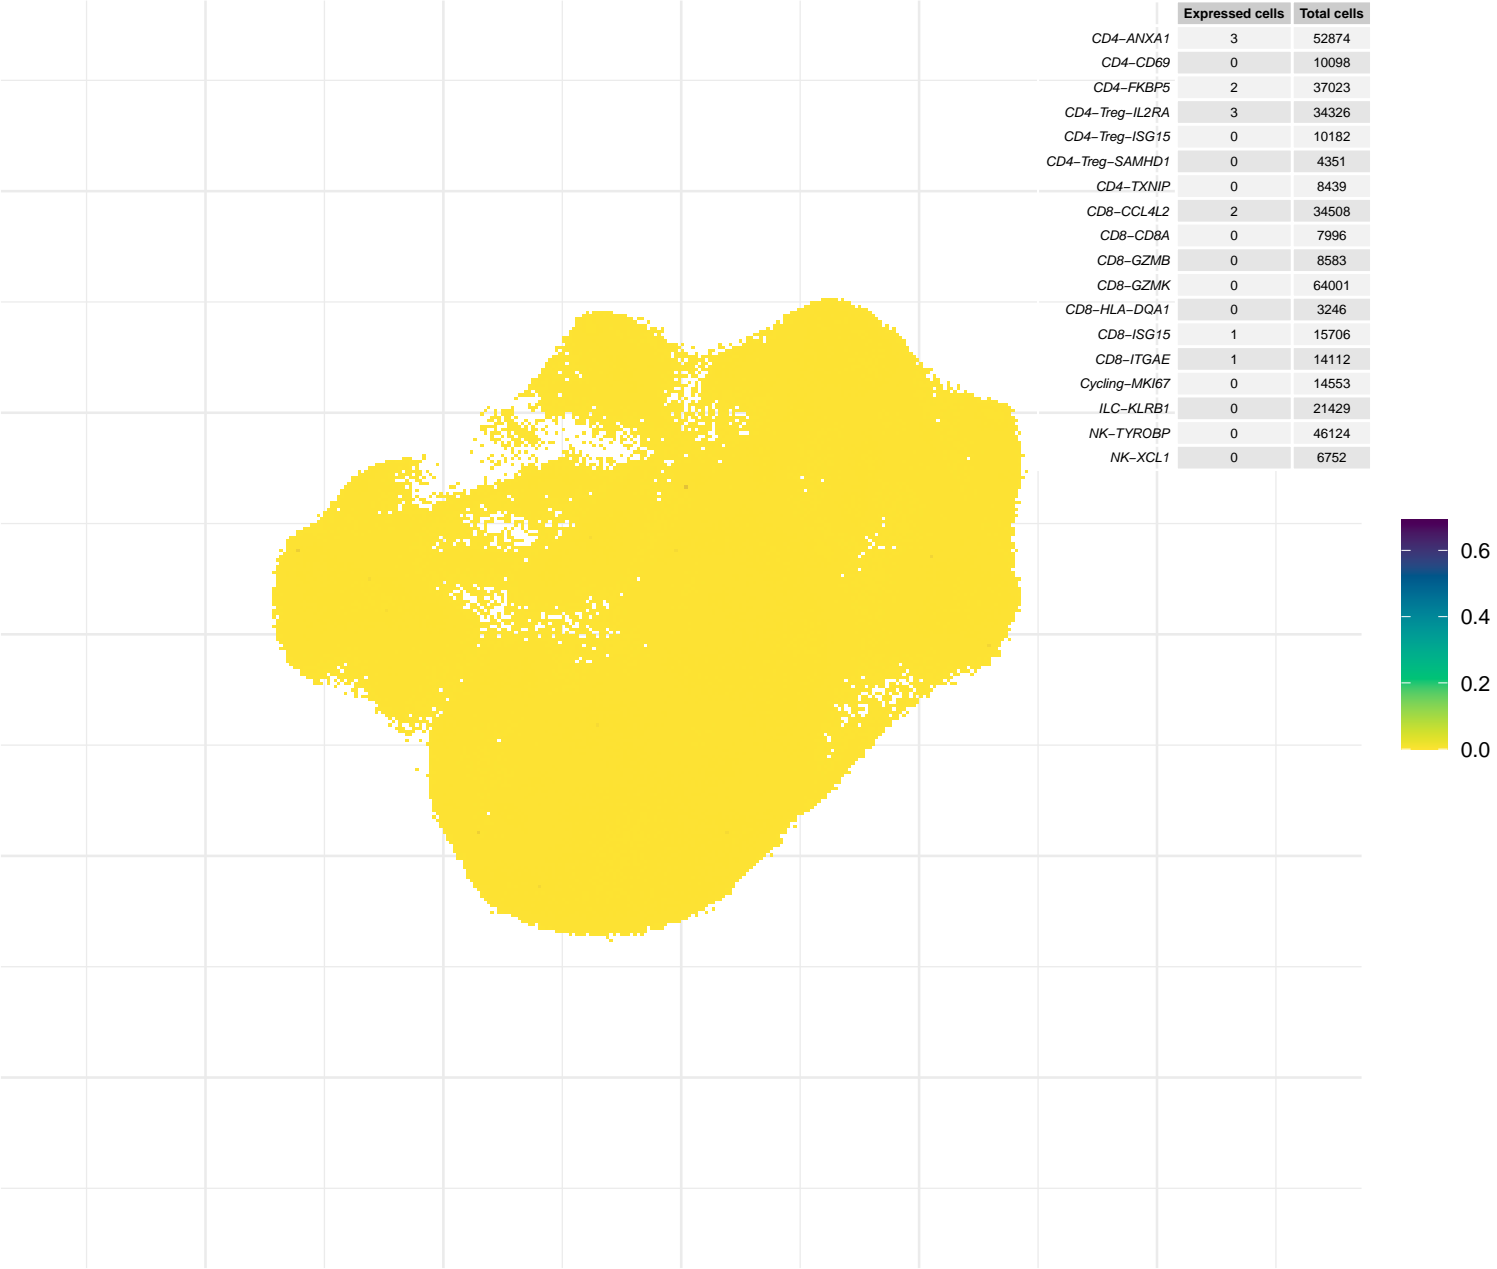 Expressed cells Total cells
CD4−ANXA1 3 52874
CD4−CD69 0 10098
CD4−FKBP5 2 37023
CD4−Treg−IL2RA 3 34326
CD4−Treg−ISG15 0 10182
CD4−Treg−SAMHD1 0 4351
CD4−TXNIP 0 8439
CD8−CCL4L2 2 34508
CD8−CD8A 0 7996
CD8−GZMB 0 8583
CD8−GZMK 0 64001
CD8−HLA−DQA1 0 3246
CD8−ISG15 1 15706
CD8−ITGAE 1 14112
Cycling−MKI67 0 14553
ILC−KLRB1 0 21429
NK−TYROBP 0 46124
NK−XCL1 0 6752
0.6
0.4
0.2
0.0